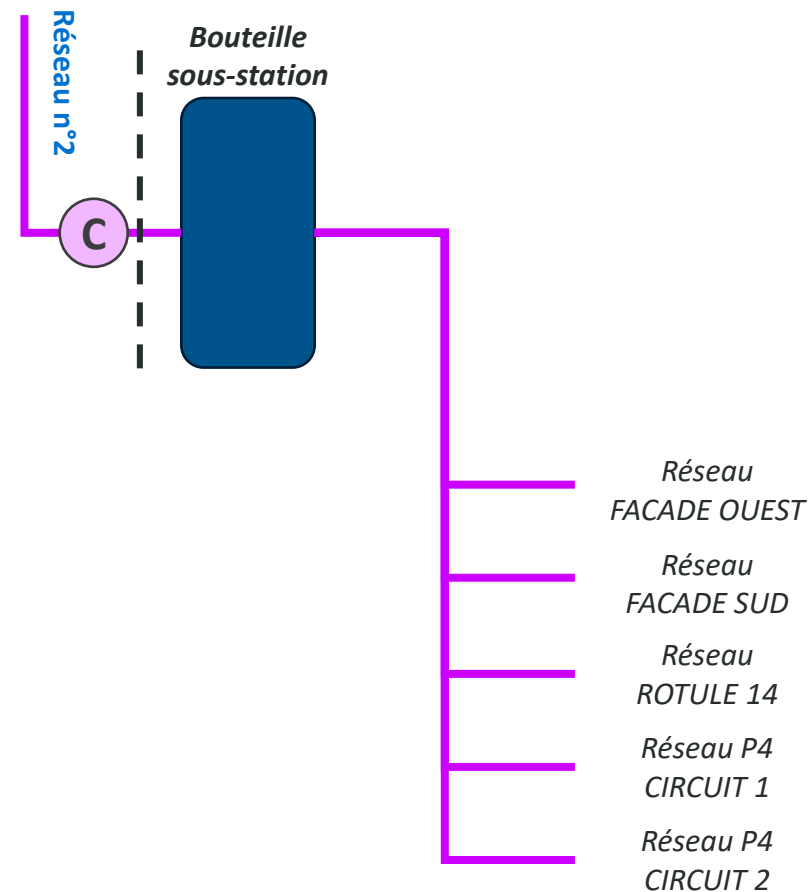 Réseau n°2
Bouteille
sous-station
C
Réseau
FACADE OUEST
Réseau
FACADE SUD
Réseau
ROTULE 14
Réseau P4
CIRCUIT 1
Réseau P4
CIRCUIT 2